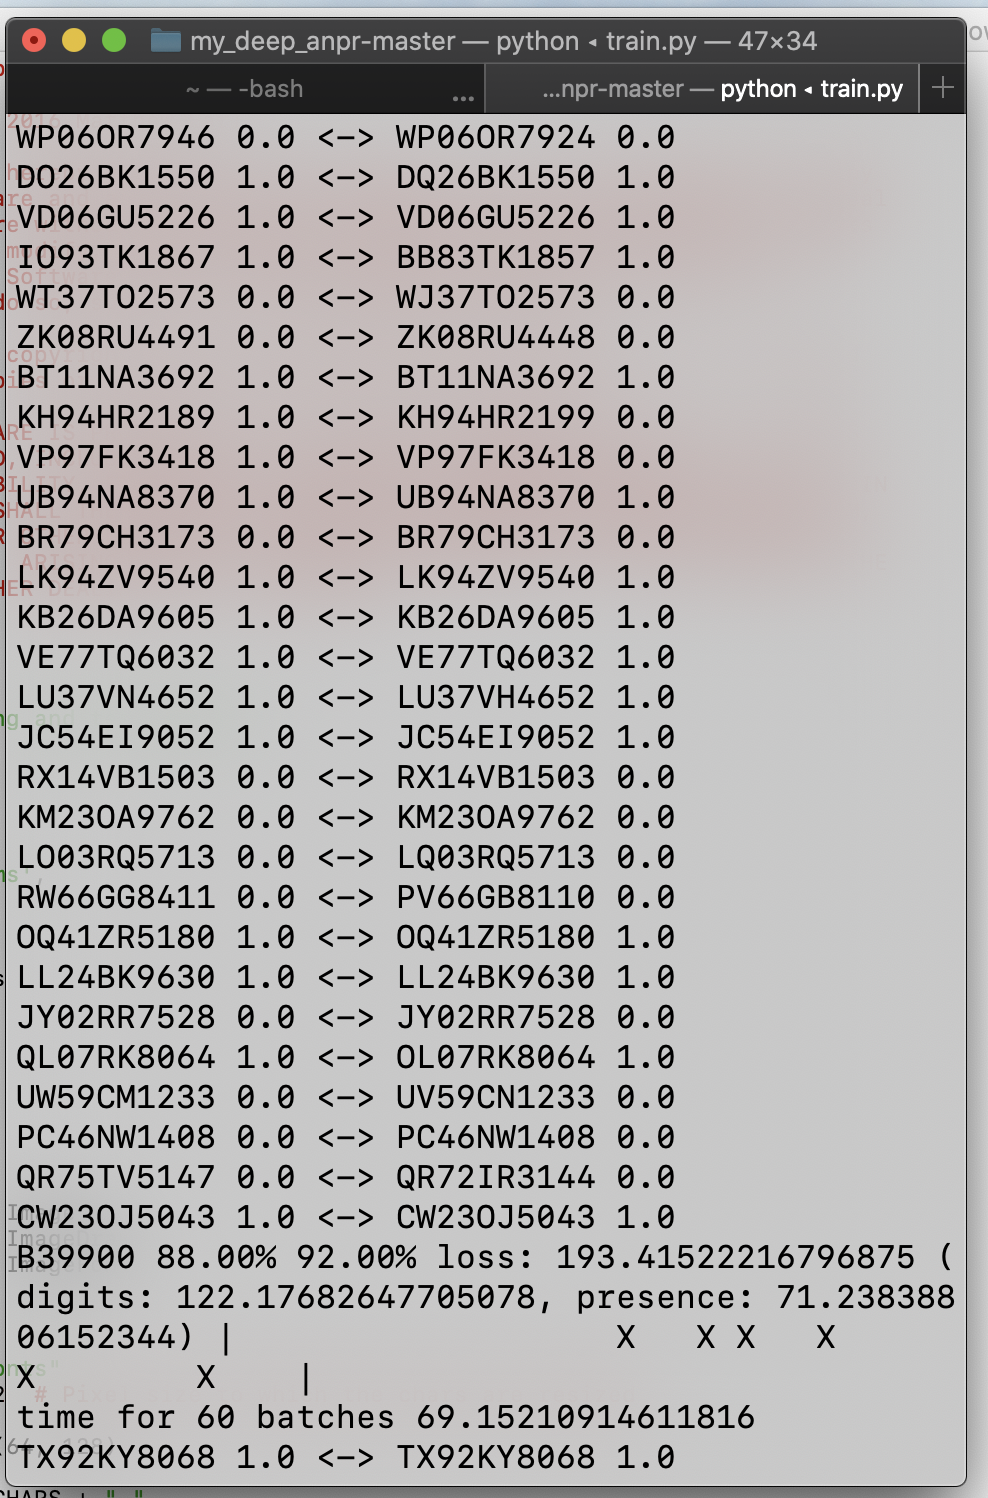 my_deep_anpr-master — python ◂ train.py — 47×34
~ — -bash ... ...npr-master — python ◂ train.py +
WP06OR7946 0.0 <-> WP06OR7924 0.0
DO26BK1550 1.0 <-> DQ26BK1550 1.0
VD06GU5226 1.0 <-> VD06GU5226 1.0
IO93TK1867 1.0 <-> BB83TK1857 1.0
WT37TO2573 0.0 <-> WJ37TO2573 0.0
ZK08RU4491 0.0 <-> ZK08RU4448 0.0
BT11NA3692 1.0 <-> BT11NA3692 1.0
KH94HR2189 1.0 <-> KH94HR2199 0.0
VP97FK3418 1.0 <-> VP97FK3418 0.0
UB94NA8370 1.0 <-> UB94NA8370 1.0
BR79CH3173 0.0 <-> BR79CH3173 0.0
LK94ZV9540 1.0 <-> LK94ZV9540 1.0
KB26DA9605 1.0 <-> KB26DA9605 1.0
VE77TQ6032 1.0 <-> VE77TQ6032 1.0
LU37VN4652 1.0 <-> LU37VH4652 1.0
JC54EI9052 1.0 <-> JC54EI9052 1.0
RX14VB1503 0.0 <-> RX14VB1503 0.0
KM23OA9762 0.0 <-> KM23OA9762 0.0
LO03RQ5713 0.0 <-> LQ03RQ5713 0.0
RW66GG8411 0.0 <-> PV66GB8110 0.0
OQ41ZR5180 1.0 <-> OQ41ZR5180 1.0
LL24BK9630 1.0 <-> LL24BK9630 1.0
JY02RR7528 0.0 <-> JY02RR7528 0.0
QL07RK8064 1.0 <-> OL07RK8064 1.0
UW59CM1233 0.0 <-> UV59CN1233 0.0
PC46NW1408 0.0 <-> PC46NW1408 0.0
QR75TV5147 0.0 <-> QR72IR3144 0.0
CW23OJ5043 1.0 <-> CW23OJ5043 1.0
B39900 88.00% 92.00% loss: 193.41522216796875 (
digits: 122.17682647705078, presence: 71.238388
06152344) | X X X X
X X |
time for 60 batches 69.15210914611816
TX92KY8068 1.0 <-> TX92KY8068 1.0